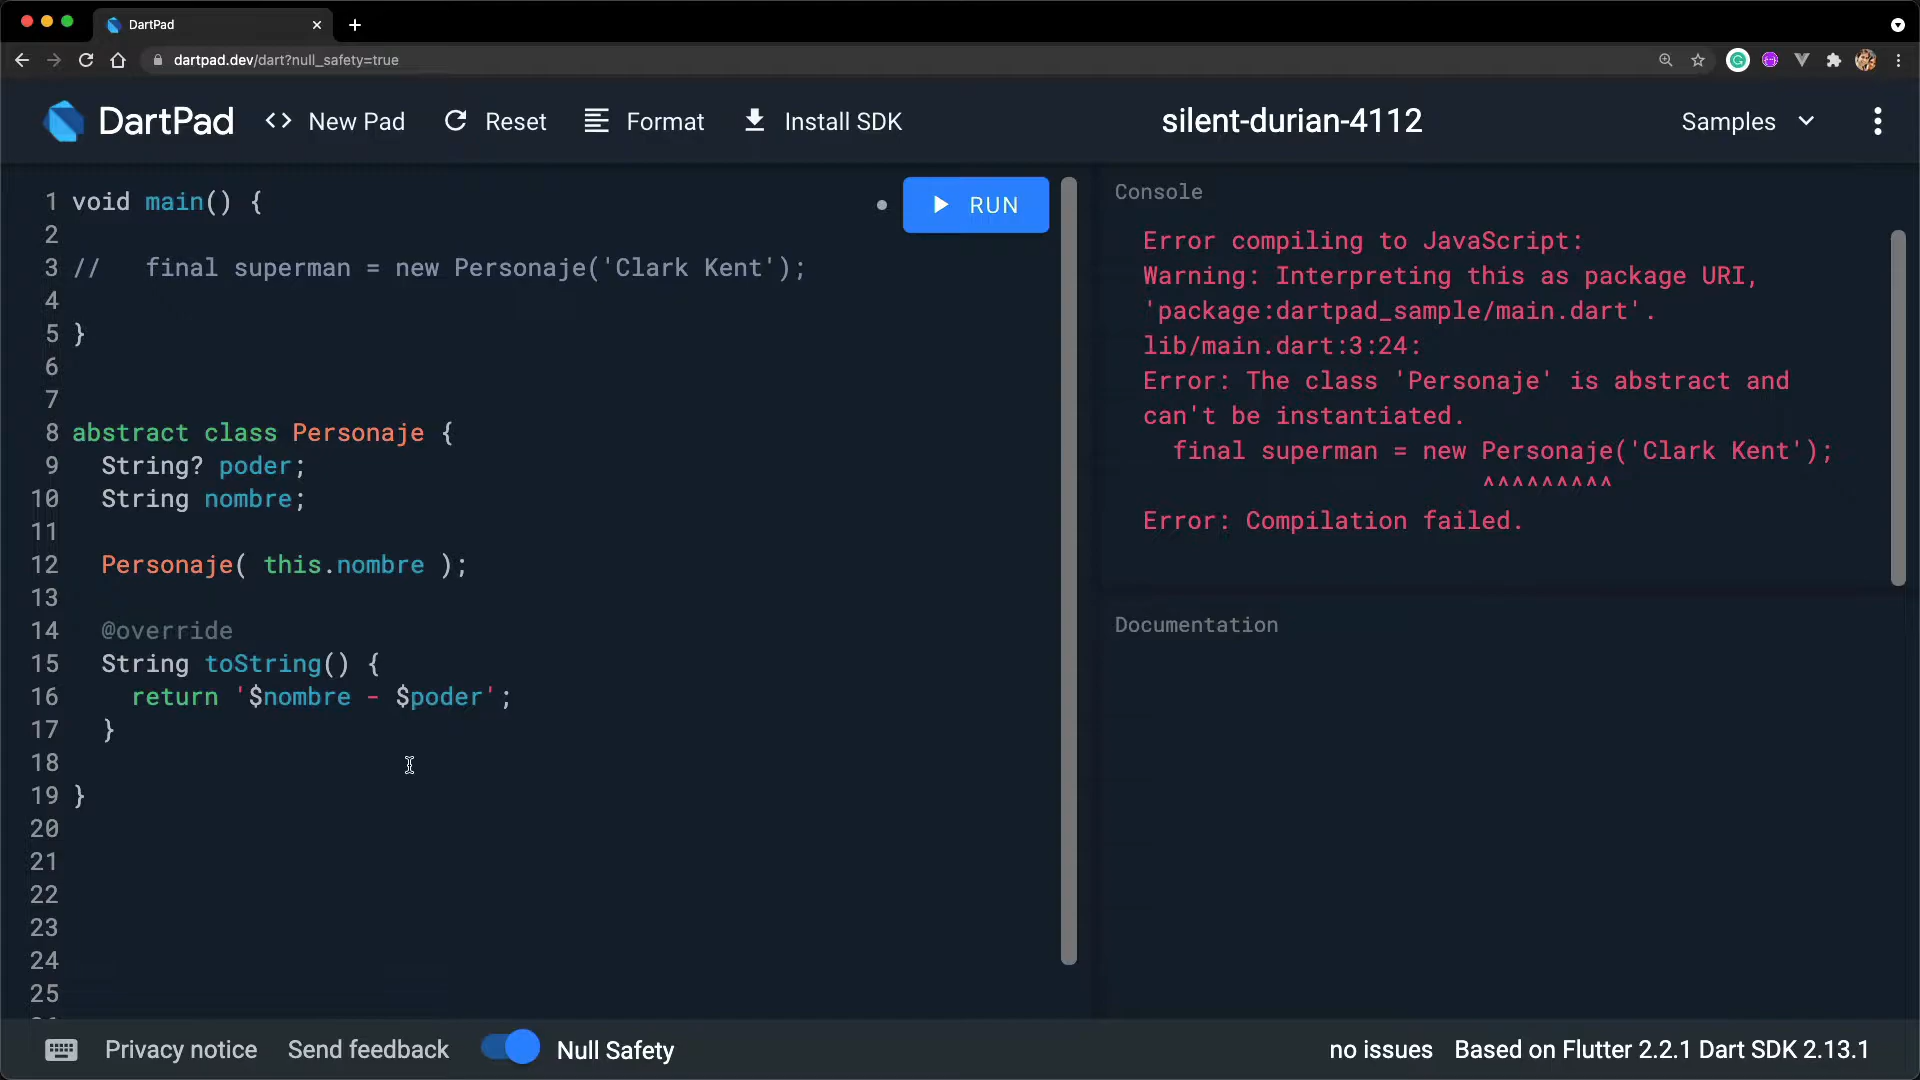 DartPad
dartpad.dev/dart?null_safety=true
DartPad
<> New Pad
Reset
Format
Install SDK
silent-durian-4112
Samples
1 void main() {
2
3 //   final superman = new Personaje('Clark Kent');
4
5 }
6
7
8 abstract class Personaje {
9   String? poder;
10   String nombre;
11
12   Personaje( this.nombre );
13
14   @override
15   String toString() {
16     return '$nombre - $poder';
17   }
18
19 }
20
21
22
23
24
25
RUN
Console
Error compiling to JavaScript:
Warning: Interpreting this as package URI,
'package:dartpad_sample/main.dart'.
lib/main.dart:3:24:
Error: The class 'Personaje' is abstract and
can't be instantiated.
  final superman = new Personaje('Clark Kent');
                       ^^^^^^^^^
Error: Compilation failed.
Documentation
Privacy notice
Send feedback
Null Safety
no issues
Based on Flutter 2.2.1 Dart SDK 2.13.1